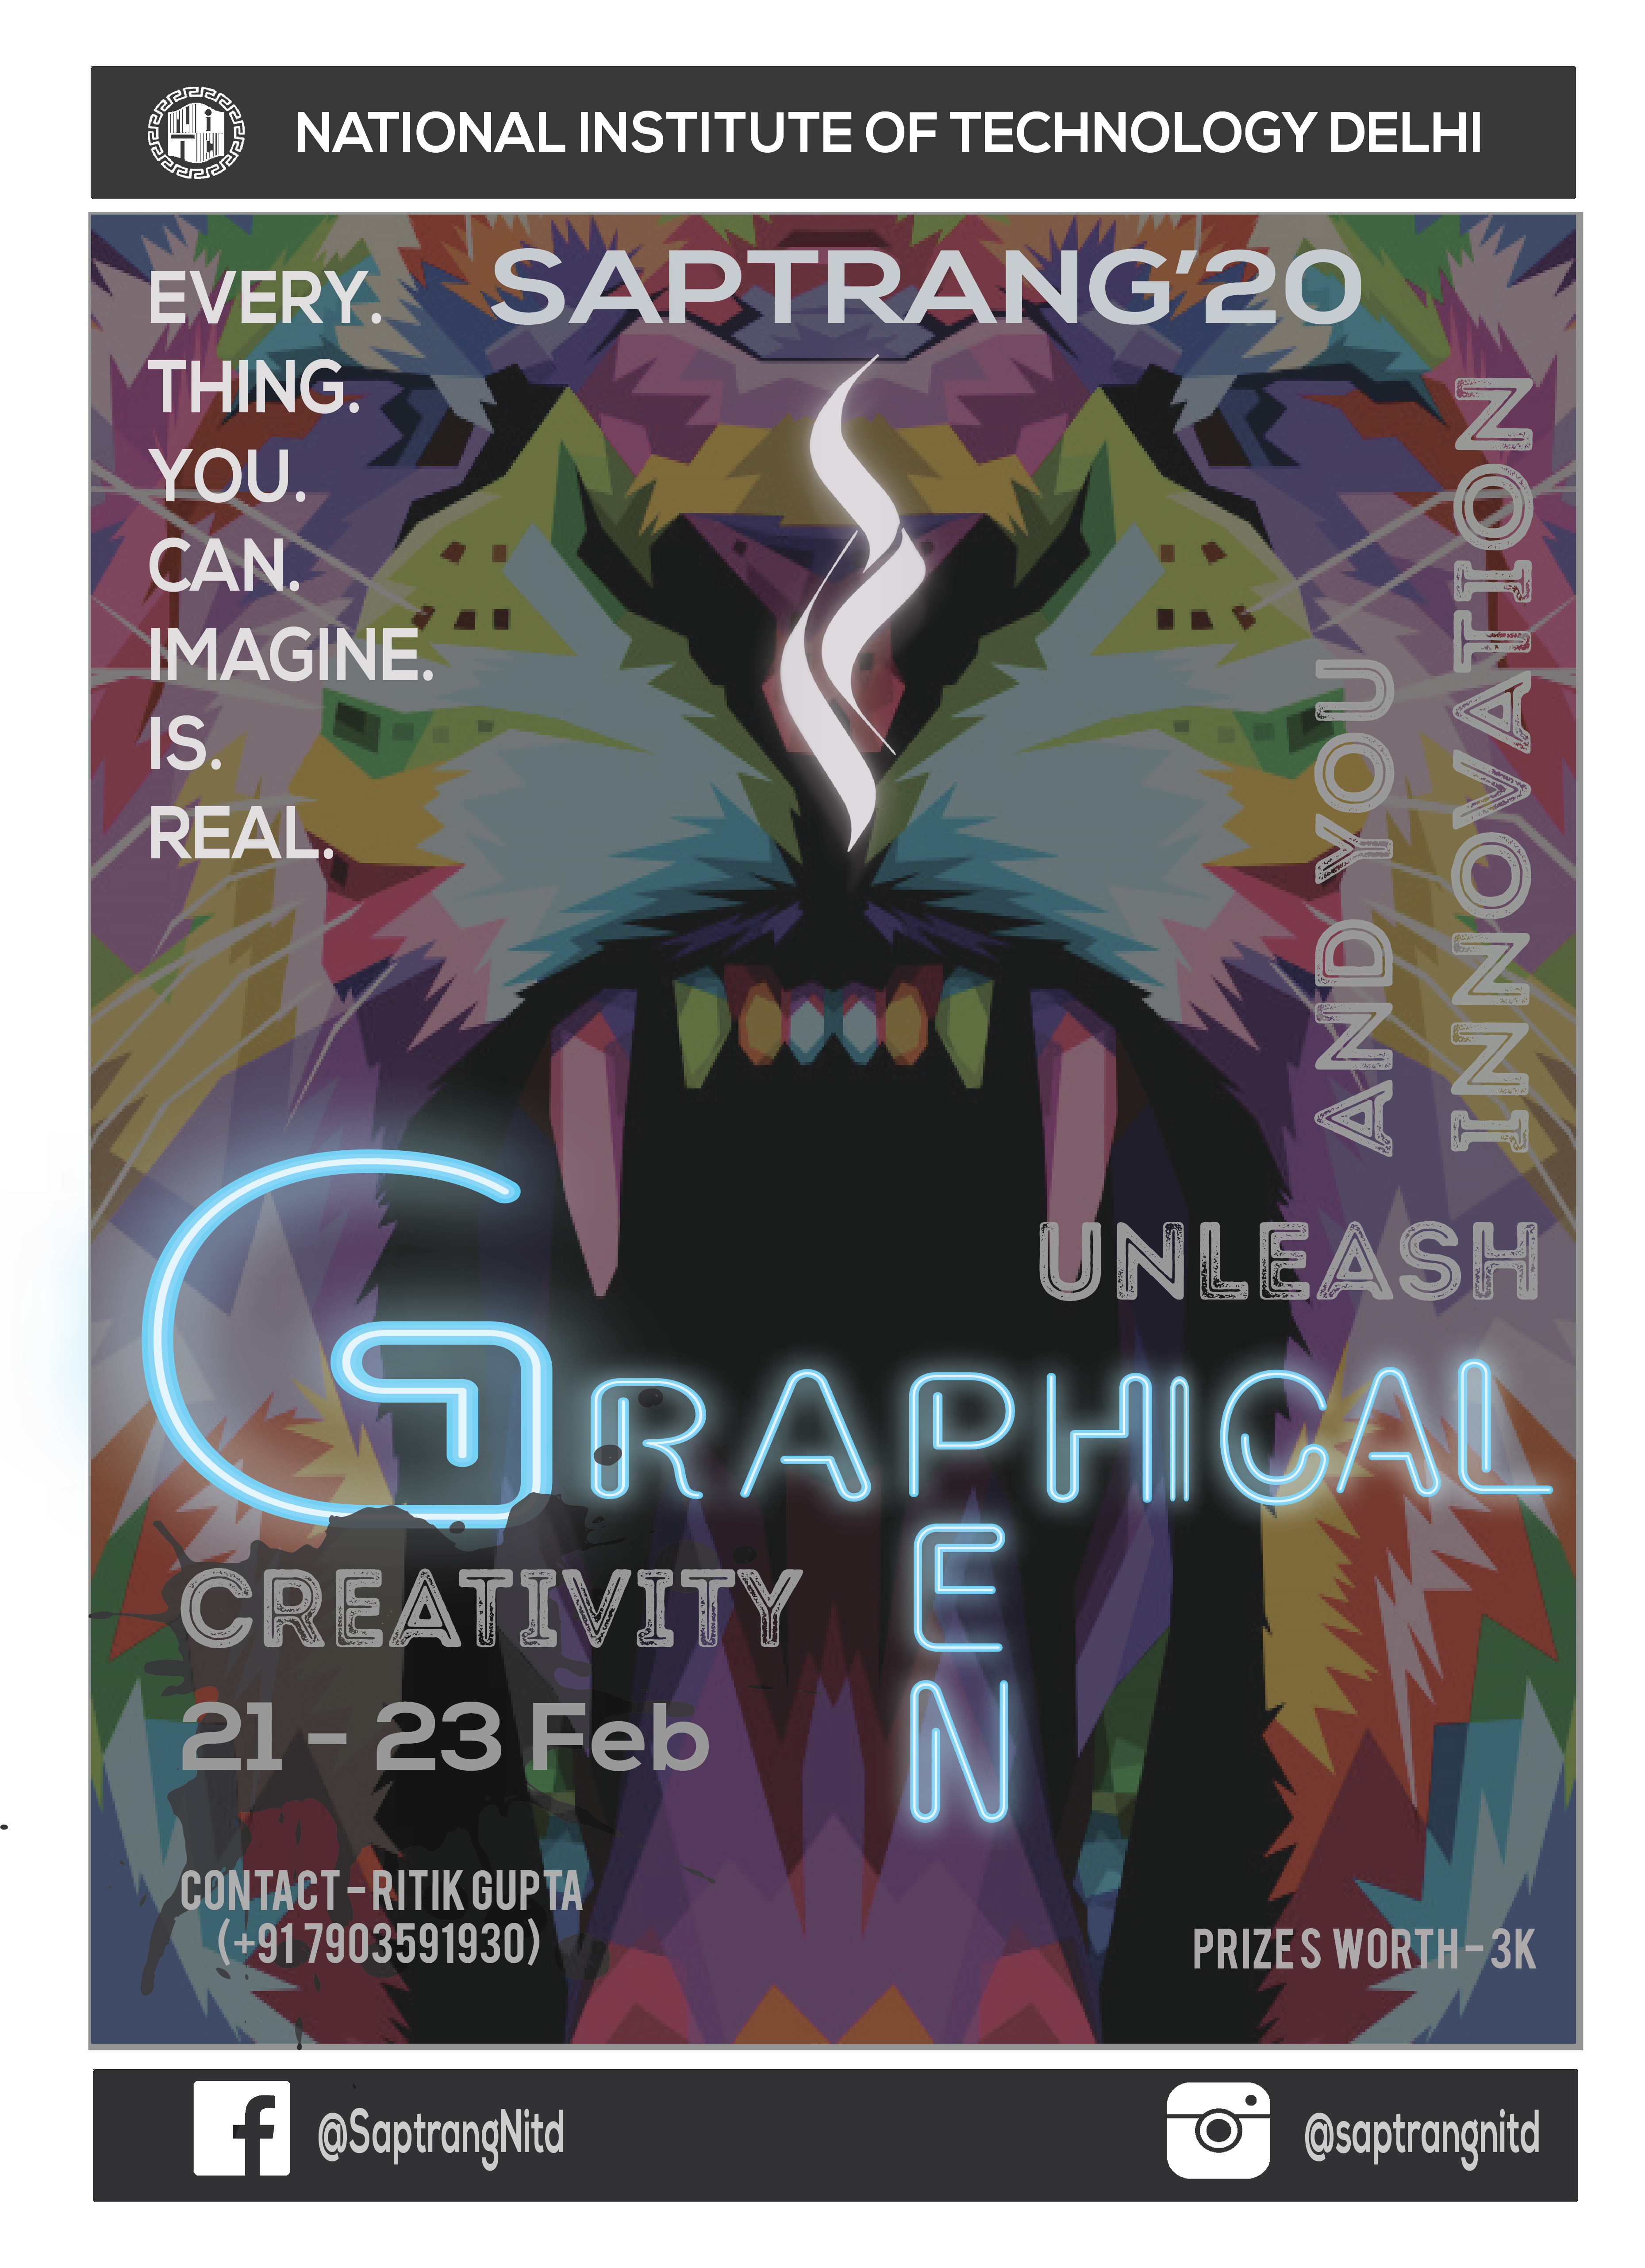 NATIONAL INSTITUTE OF TECHNOLOGY DELHI
SAPTRANG'20
EVERY.
THING.
YOU.
CAN.
IMAGINE.
IS.
REAL.
AND YOU
INNOVATION
UNLEASH
GRAPHICAL
PEN
CREATIVITY
21 - 23 Feb
CONTACT - RITIK GUPTA
(+91 7903591930)
PRIZES WORTH - 3K
@SaptrangNitd
@saptrangnitd